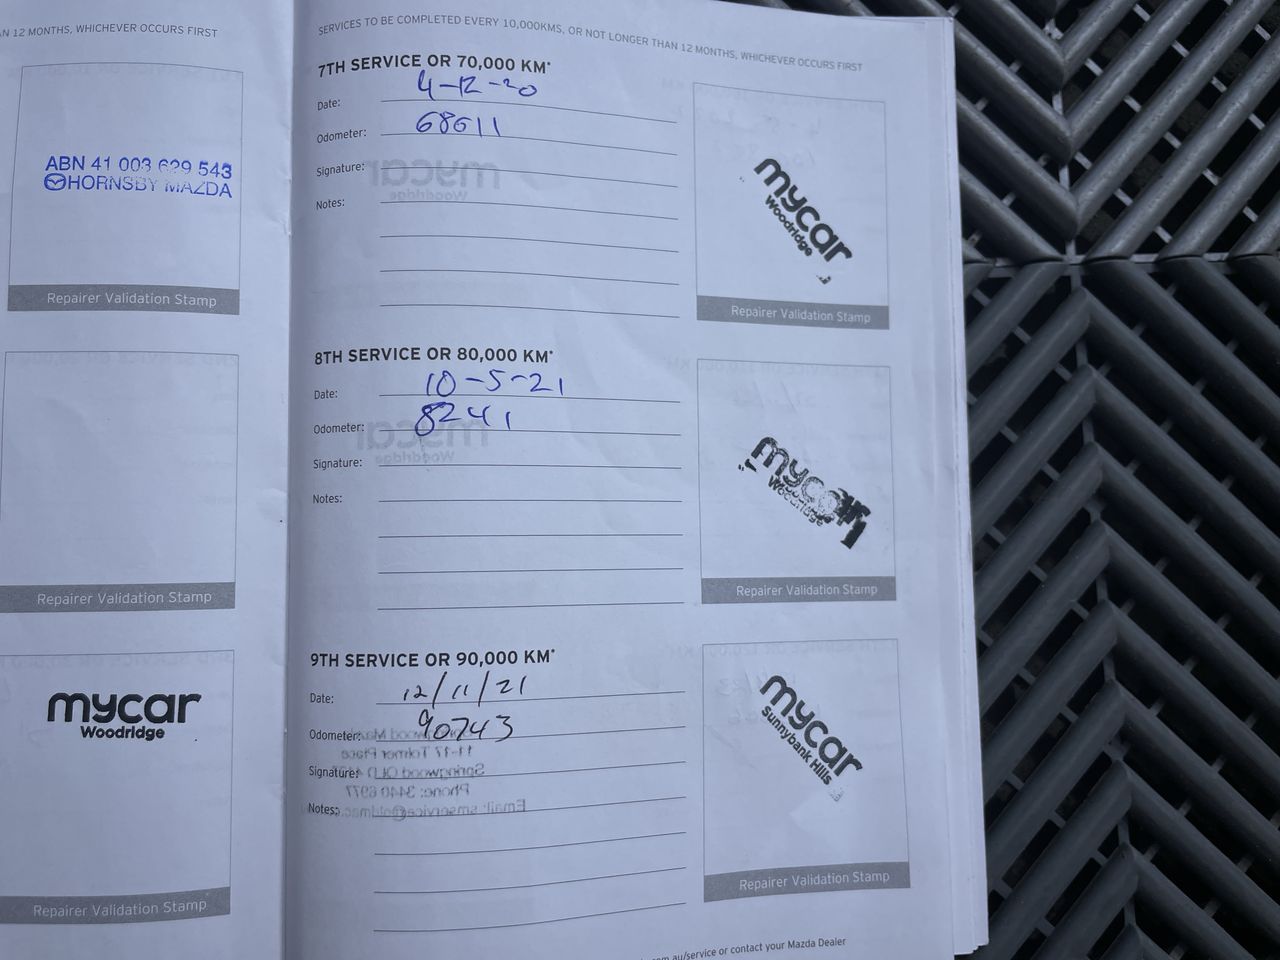 N 12 MONTHS, WHICHEVER OCCURS FIRST
ABN 41 003 629 543
HORNSBY MAZDA
Repairer Validation Stamp
Repairer Validation Stamp
mycar
Woodridge
Repairer Validation Stamp
SERVICES TO BE COMPLETED EVERY 10,000KMS, OR NOT LONGER THAN 12 MONTHS, WHICHEVER OCCURS FIRST
7TH SERVICE OR 70,000 KM*
Date: 4-12-20
Odometer: 68611
Signature:
Notes:
mycar
Woodridge
Repairer Validation Stamp
8TH SERVICE OR 80,000 KM*
Date: 10-5-21
Odometer: 8241
Signature:
Notes:
mycar
Woodridge
Repairer Validation Stamp
9TH SERVICE OR 90,000 KM*
Date: 12/11/21
Odometer: 90743
Signature:
Notes:
mycar
Sunnybank Hills
Repairer Validation Stamp
.au/service or contact your Mazda Dealer